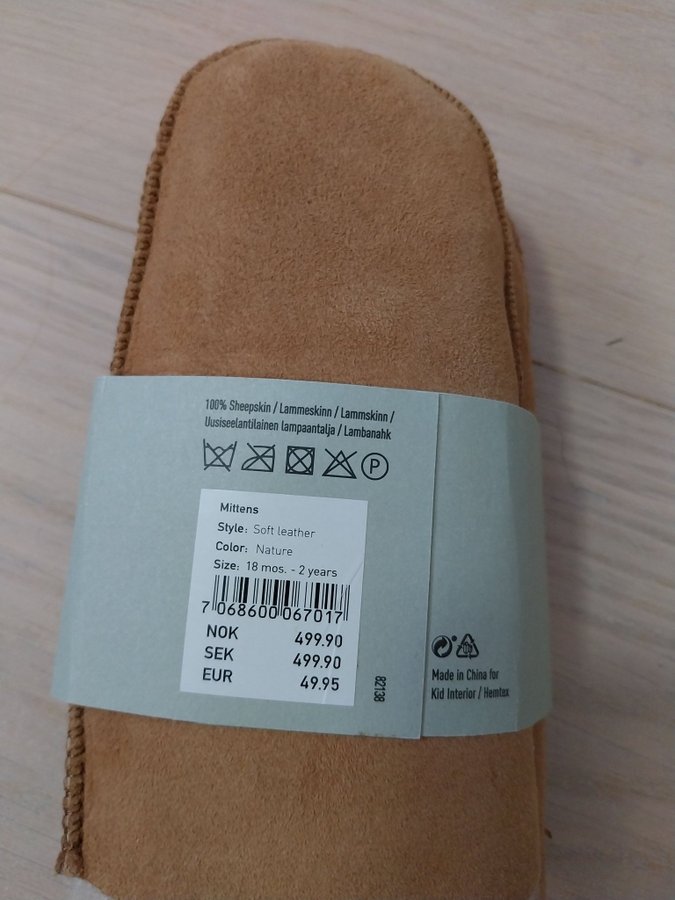 100% Sheepskin / Lammeskinn / Lammskinn /
Uusiseelantilainen lampaantalja / Lambanahk
P
Mittens
Style: Soft leather
Color: Nature
Size: 18 mos. - 2 years
7 068600 067017
NOK 499.90
SEK 499.90
EUR 49.95
82138
Made in China for
Kid Interior / Hemtex